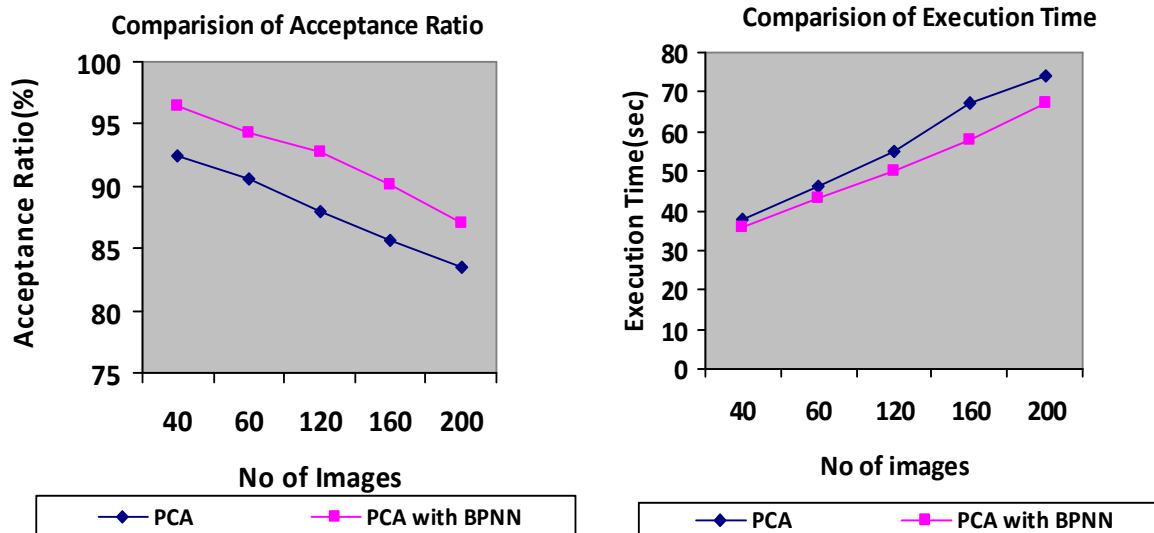 Comparision of Acceptance Ratio
Acceptance Ratio(%)
100
95
90
85
80
75
40 60 120 160 200
No of Images
PCA PCA with BPNN
Comparision of Execution Time
Execution Time(sec)
80
70
60
50
40
30
20
10
0
40 60 120 160 200
No of images
PCA PCA with BPNN